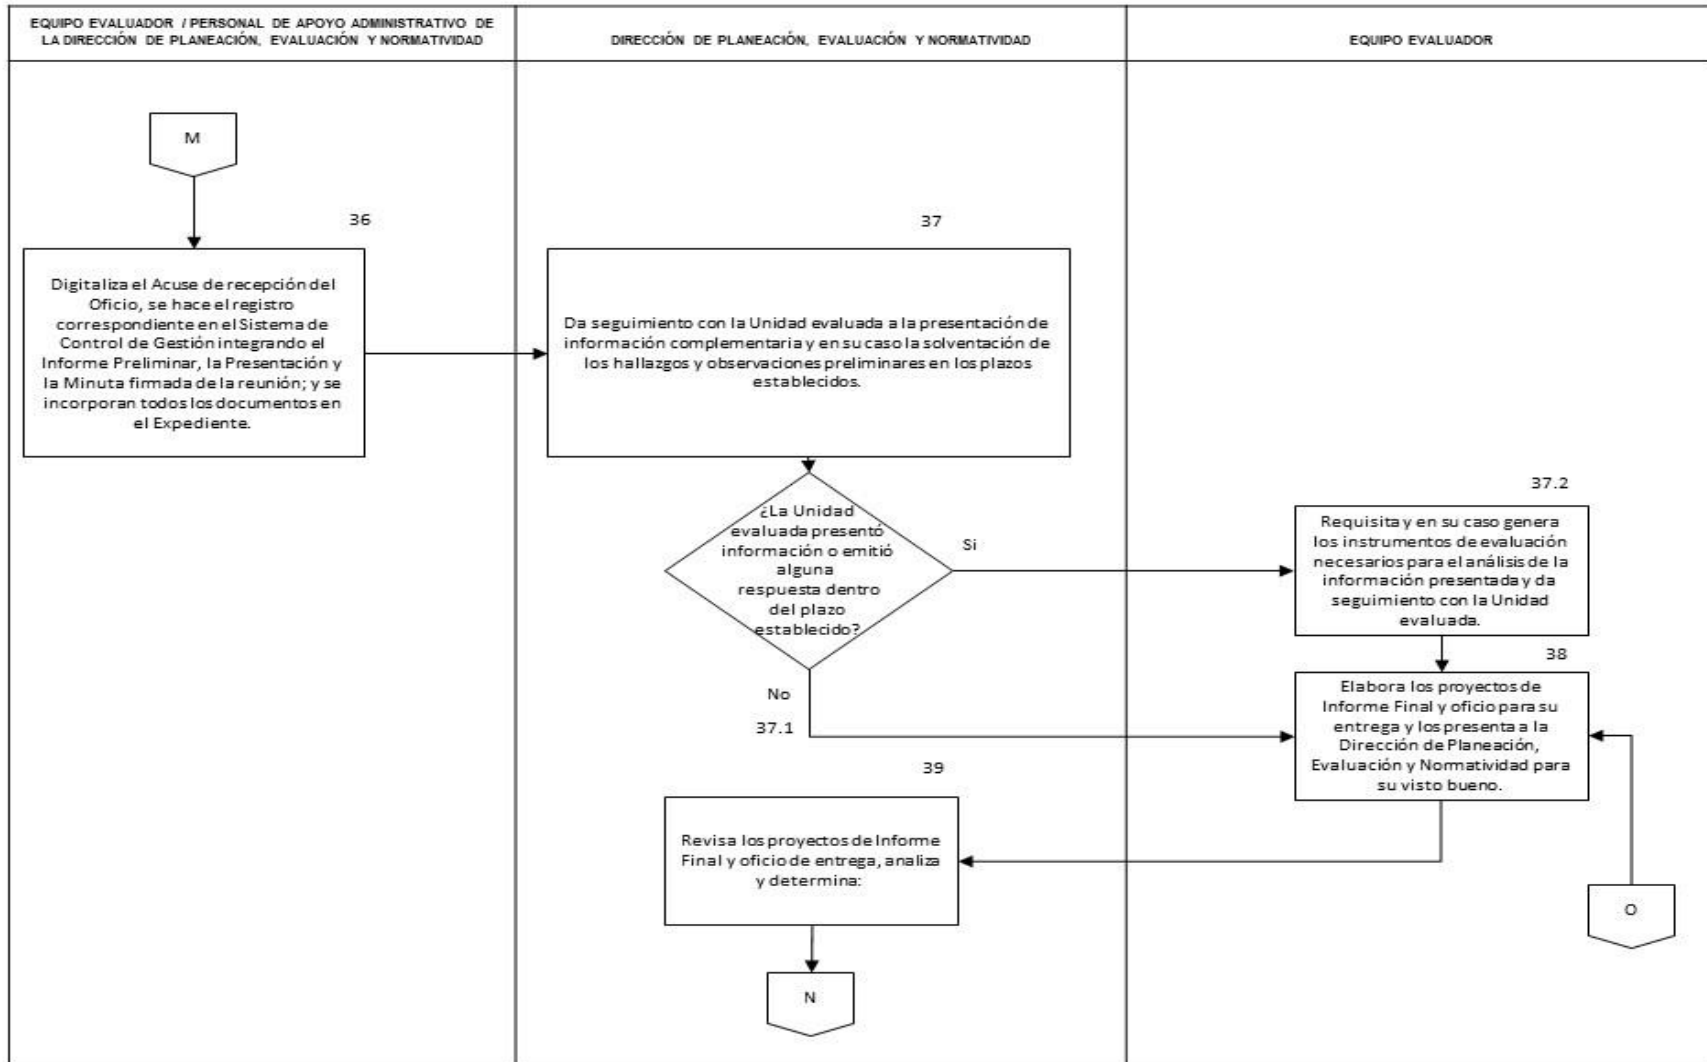 EQUIPO EVALUADOR / PERSONAL DE APOYO ADMINISTRATIVO DE
LA DIRECCIÓN DE PLANEACIÓN, EVALUACIÓN Y NORMATIVIDAD
DIRECCIÓN DE PLANEACIÓN, EVALUACIÓN Y NORMATIVIDAD
EQUIPO EVALUADOR
M
36
Digitaliza el Acuse de recepción del
Oficio, se hace el registro
correspondiente en el Sistema de
Control de Gestión integrando el
Informe Preliminar, la Presentación y
la Minuta firmada de la reunión; y se
incorporan todos los documentos en
el Expediente.
37
Da seguimiento con la Unidad evaluada a la presentación de
información complementaria y en su caso la solventación de
los hallazgos y observaciones preliminares en los plazos
establecidos.
¿La Unidad
evaluada presentó
información o emitió
alguna
respuesta dentro
del plazo
establecido?
Si
37.2
Requisita y en su caso genera
los instrumentos de evaluación
necesarios para el análisis de la
información presentada y da
seguimiento con la Unidad
evaluada.
No
37.1
38
Elabora los proyectos de
Informe Final y oficio para su
entrega y los presenta a la
Dirección de Planeación,
Evaluación y Normatividad para
su visto bueno.
39
Revisa los proyectos de Informe
Final y oficio de entrega, analiza
y determina:
O
N